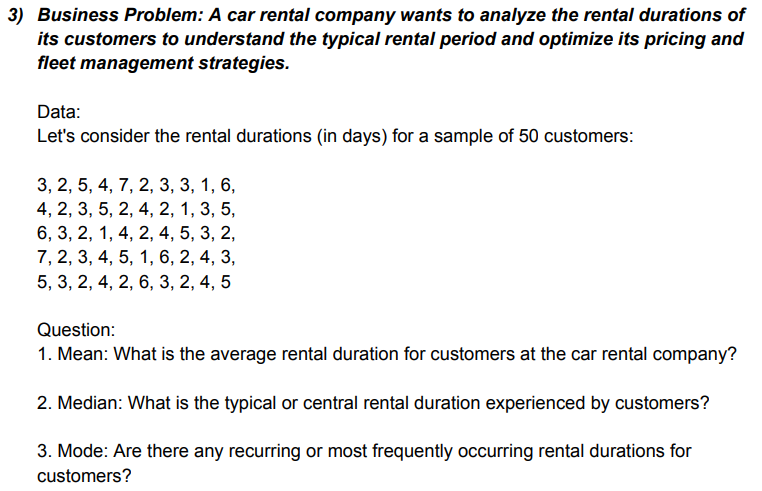 3) Business Problem: A car rental company wants to analyze the rental durations of
its customers to understand the typical rental period and optimize its pricing and
fleet management strategies.
Data:
Let's consider the rental durations (in days) for a sample of 50 customers:
3, 2, 5, 4, 7, 2, 3, 3, 1, 6,
4, 2, 3, 5, 2, 4, 2, 1, 3, 5,
6, 3, 2, 1, 4, 2, 4, 5, 3, 2,
7, 2, 3, 4, 5, 1, 6, 2, 4, 3,
5, 3, 2, 4, 2, 6, 3, 2, 4, 5
Question:
1. Mean: What is the average rental duration for customers at the car rental company?
2. Median: What is the typical or central rental duration experienced by customers?
3. Mode: Are there any recurring or most frequently occurring rental durations for
customers?